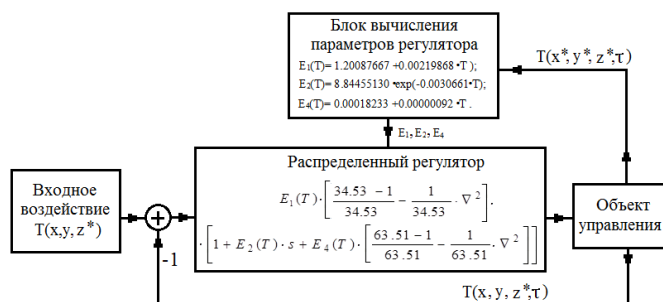 Блок вычисления
параметров регулятора
E₁(T)= 1.20087667 +0.00219868 •T );
E₂(T)= 8.84455130 •exp(-0.0030661•T);
E₄(T)= 0.00018233 +0.00000092 •T .
T(x*, y*, z*,τ)
E₁, E₂, E₄
Распределенный регулятор
E₁(T)·[(34.53 −1)/34.53 − 1/34.53 · ∇²].
·[1+E₂(T)·s+E₄(T)·[(63.51−1)/63.51 − 1/63.51 · ∇²]]
Входное
воздействие
T(x,y,z*)
+
-1
Объект
управления
T(x, y, z*,τ)